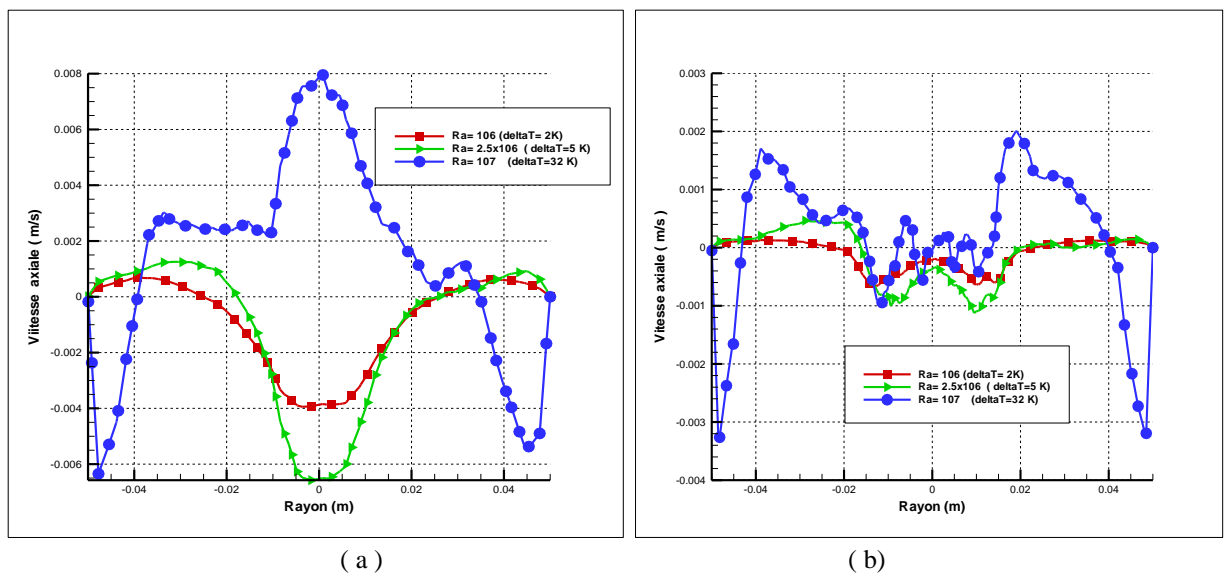 0.008
0.006
0.004
0.002
0
-0.002
-0.004
-0.006
Viitesse axiale ( m/s)
-0.04
-0.02
0
0.02
0.04
Rayon (m)
Ra= 106 (deltaT= 2K)
Ra= 2.5x106 ( deltaT=5 K)
Ra= 107 (deltaT=32 K)
( a )
0.003
0.002
0.001
0
-0.001
-0.002
-0.003
-0.004
Vitesse axiale ( m/s)
-0.04
-0.02
0
0.02
0.04
Rayon (m)
Ra= 106 (deltaT= 2K)
Ra= 2.5x106 ( deltaT=5 K)
Ra= 107 (deltaT=32 K)
( b)